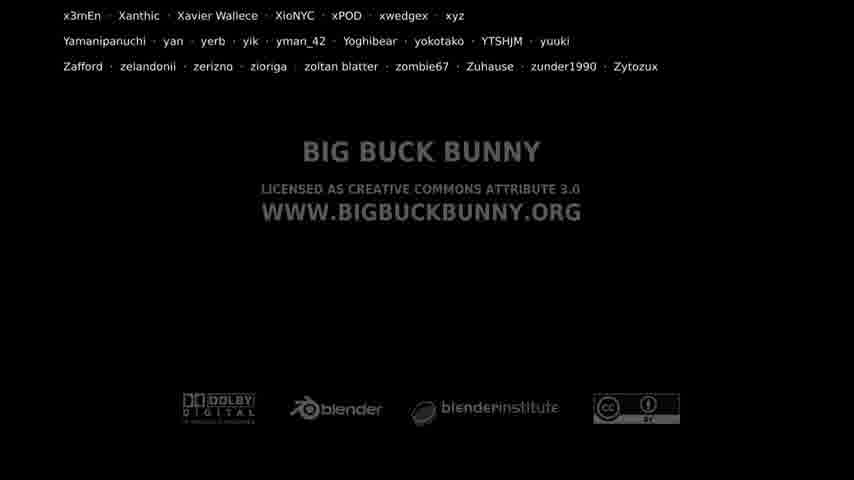 x3mEn · Xanthic · Xavier Wallece · XioNYC · xPOD · xwedgex · xyz
Yamanipanuchi · yan · yerb · yik · yman_42 · Yoghibear · yokotako · YTSHJM · yuuki
Zafford · zelandonii · zerizno · zioriga · zoltan blatter · zombie67 · Zuhause · zunder1990 · Zytozux
BIG BUCK BUNNY
LICENSED AS CREATIVE COMMONS ATTRIBUTE 3.0
WWW.BIGBUCKBUNNY.ORG
DOLBY
DIGITAL
blender
blenderinstitute
cc
BY